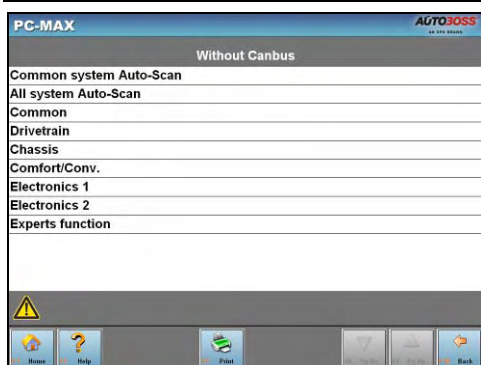 PC-MAX
AUTOBOSS
Without Canbus
Common system Auto-Scan
All system Auto-Scan
Common
Drivetrain
Chassis
Comfort/Conv.
Electronics 1
Electronics 2
Experts function
Home
Help
Print
Back